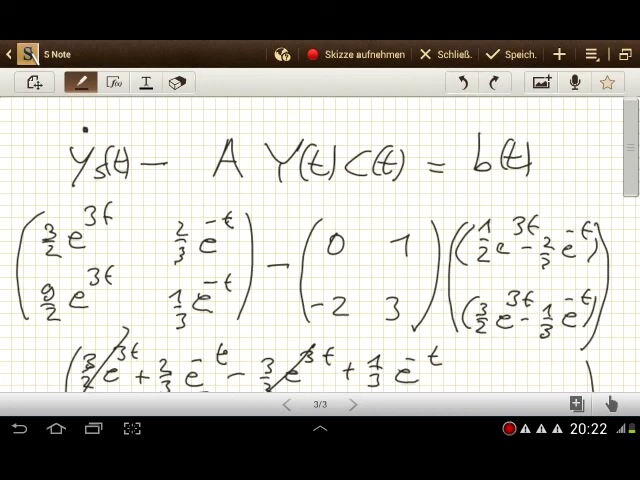 S Note Skizze aufnehmen Schließ. Speich.
f(x) T
ẏs(t) − A Y(t) C(t) = b(t)
(3/2 e^3t 2/3 e^−t) − (0 1) ((1/2 e^3t − 2/3 e^−t))
(9/2 e^3t 1/3 e^−t) (−2 3) ((3/2 e^3t − 1/3 e^−t))
(3/2 e^3t + 2/3 e^−t − 3/2 e^3t + 1/3 e^−t
3/3
20:22